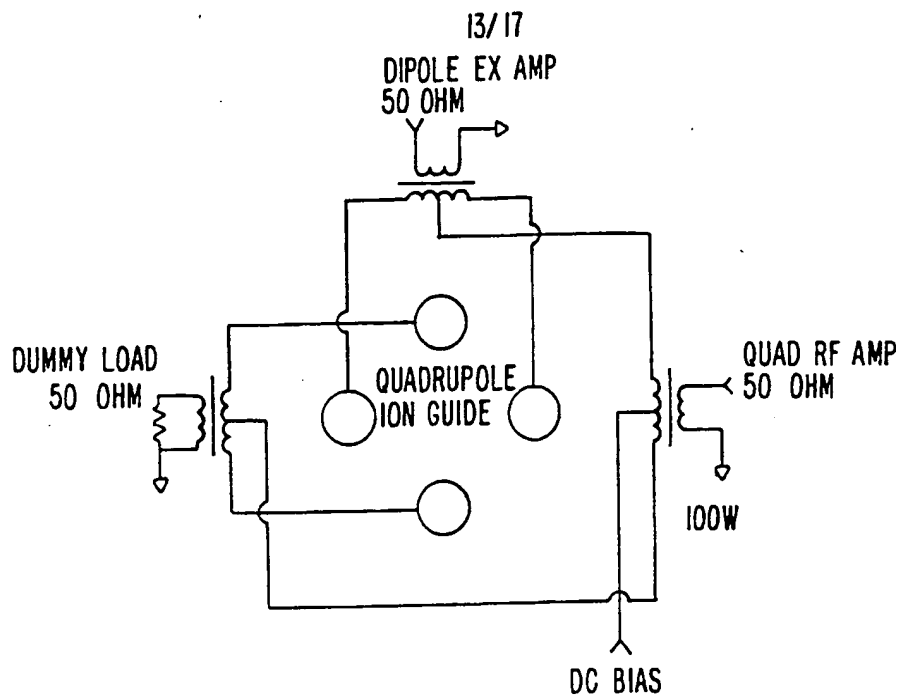 13/17
DIPOLE EX AMP
50 OHM
DUMMY LOAD
50 OHM
QUADRUPOLE
ION GUIDE
QUAD RF AMP
50 OHM
100W
DC BIAS